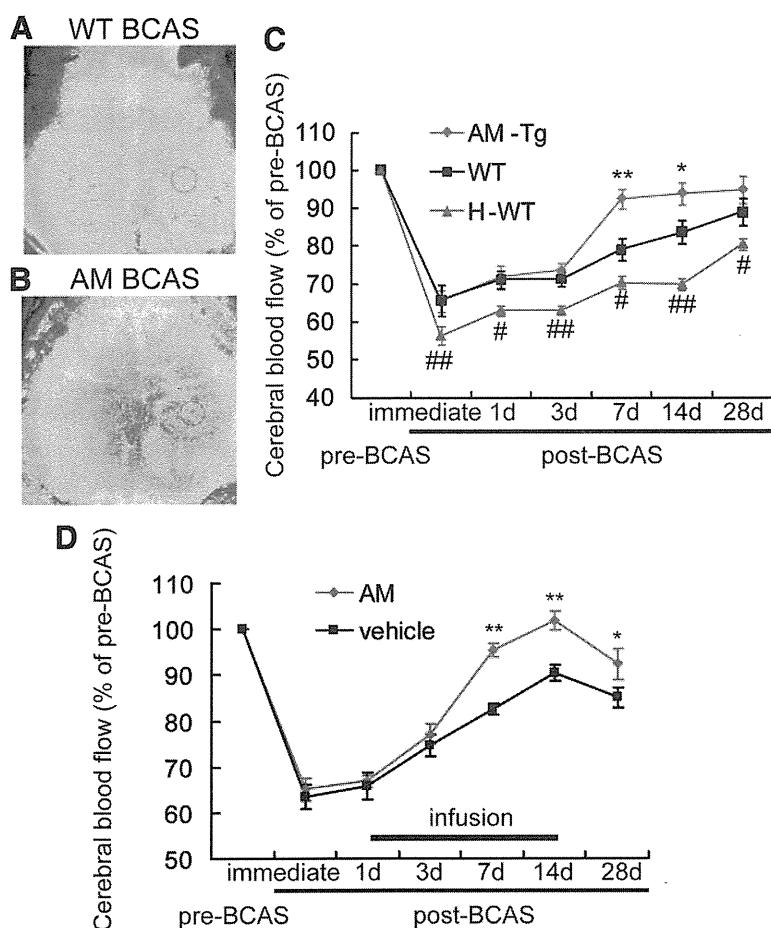 A WT BCAS
B AM BCAS
C
Cerebral blood flow (% of pre-BCAS)
110
100
90
80
70
60
50
40
AM-Tg
WT
H-WT
** *
## # ## # ## #
immediate 1d 3d 7d 14d 28d
pre-BCAS post-BCAS
D
Cerebral blood flow (% of pre-BCAS)
110
100
90
80
70
60
50
AM
vehicle
** ** *
infusion
immediate 1d 3d 7d 14d 28d
pre-BCAS post-BCAS